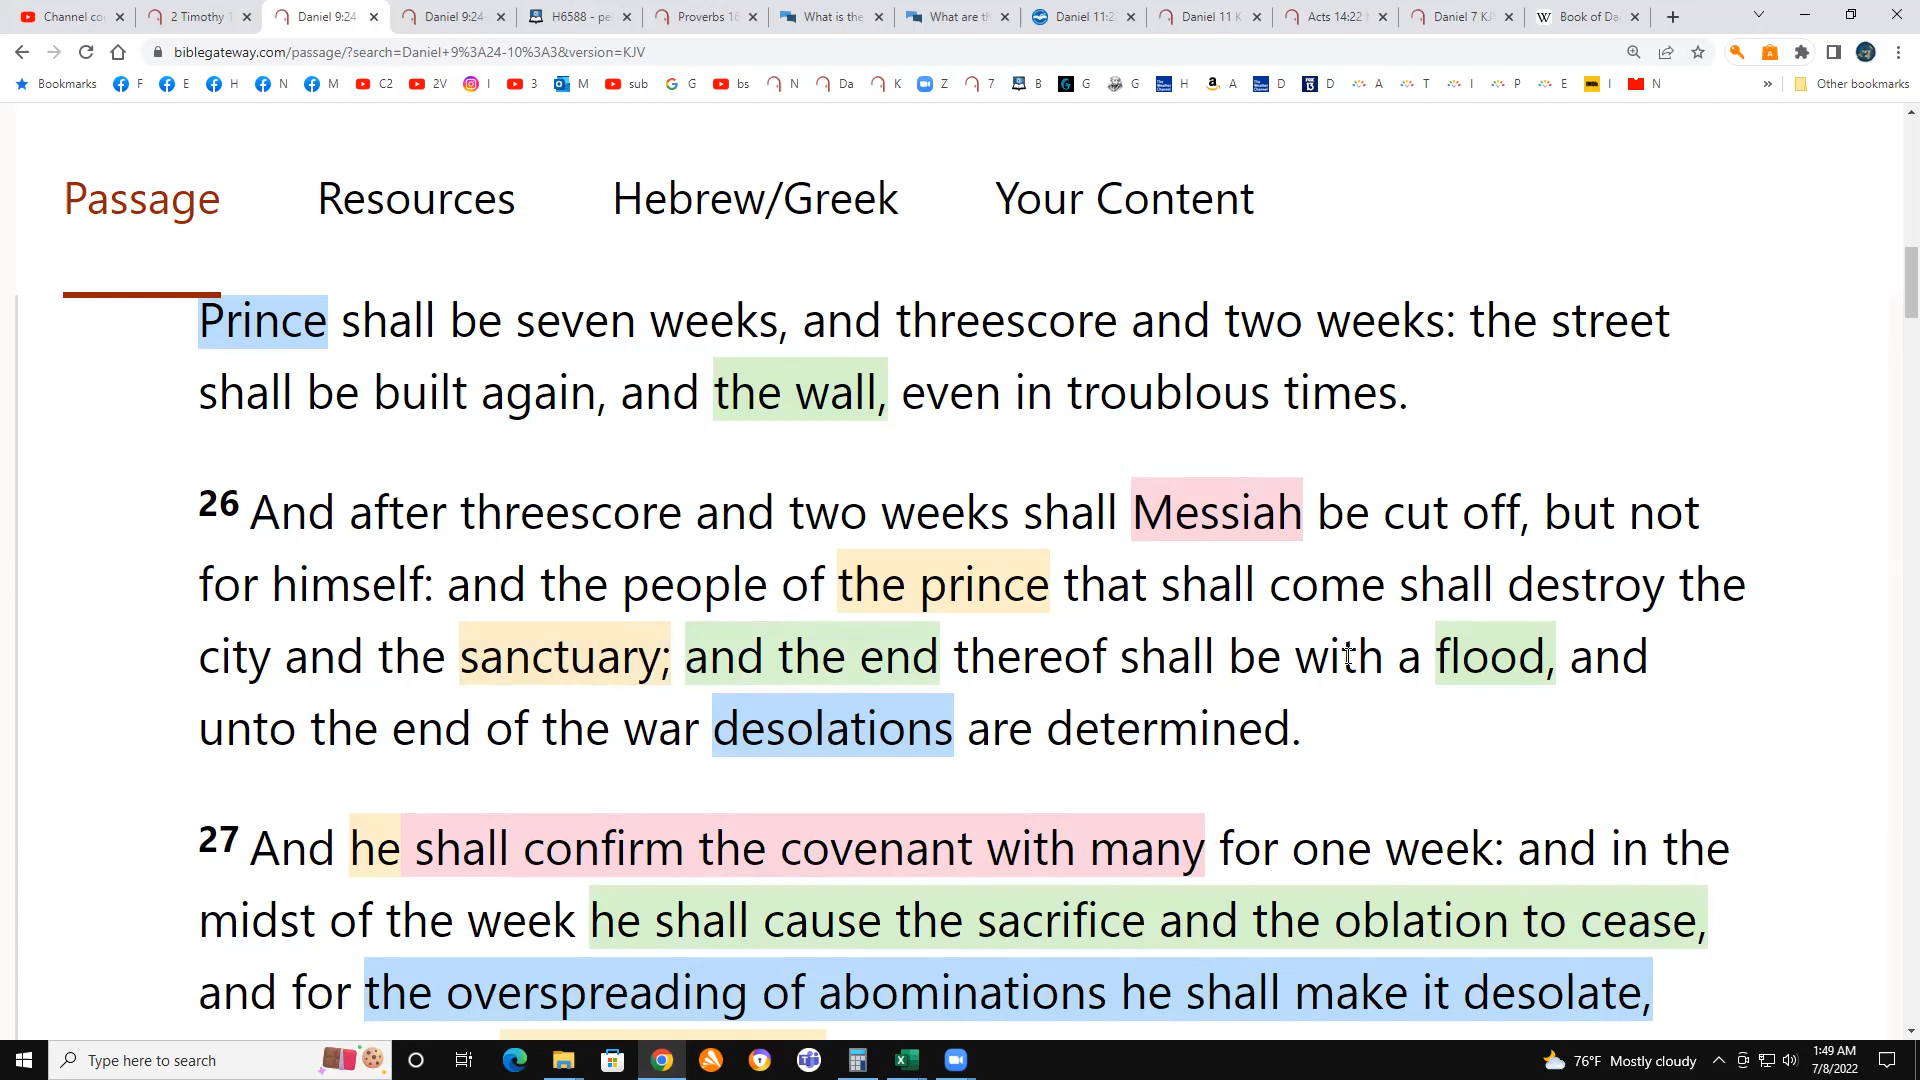 Channel co
2 Timothy 1
Daniel 9:24-
Daniel 9:24-
H6588 - pe
Proverbs 16
What is the
What are th
Daniel 11:2
Daniel 11 K
Acts 14:22
Daniel 7 KJ
Book of Da
biblegateway.com/passage/?search=Daniel+9%3A24-10%3A3&version=KJV
Bookmarks F E H N M C2 2V I 3 M sub G bs N Da K Z 7 B G G H A D D A T I P E I N » Other bookmarks
Passage Resources Hebrew/Greek Your Content
Prince shall be seven weeks, and threescore and two weeks: the street
shall be built again, and the wall, even in troublous times.
26 And after threescore and two weeks shall Messiah be cut off, but not
for himself: and the people of the prince that shall come shall destroy the
city and the sanctuary; and the end thereof shall be with a flood, and
unto the end of the war desolations are determined.
27 And he shall confirm the covenant with many for one week: and in the
midst of the week he shall cause the sacrifice and the oblation to cease,
and for the overspreading of abominations he shall make it desolate,
Type here to search
76°F Mostly cloudy
1:49 AM
7/8/2022